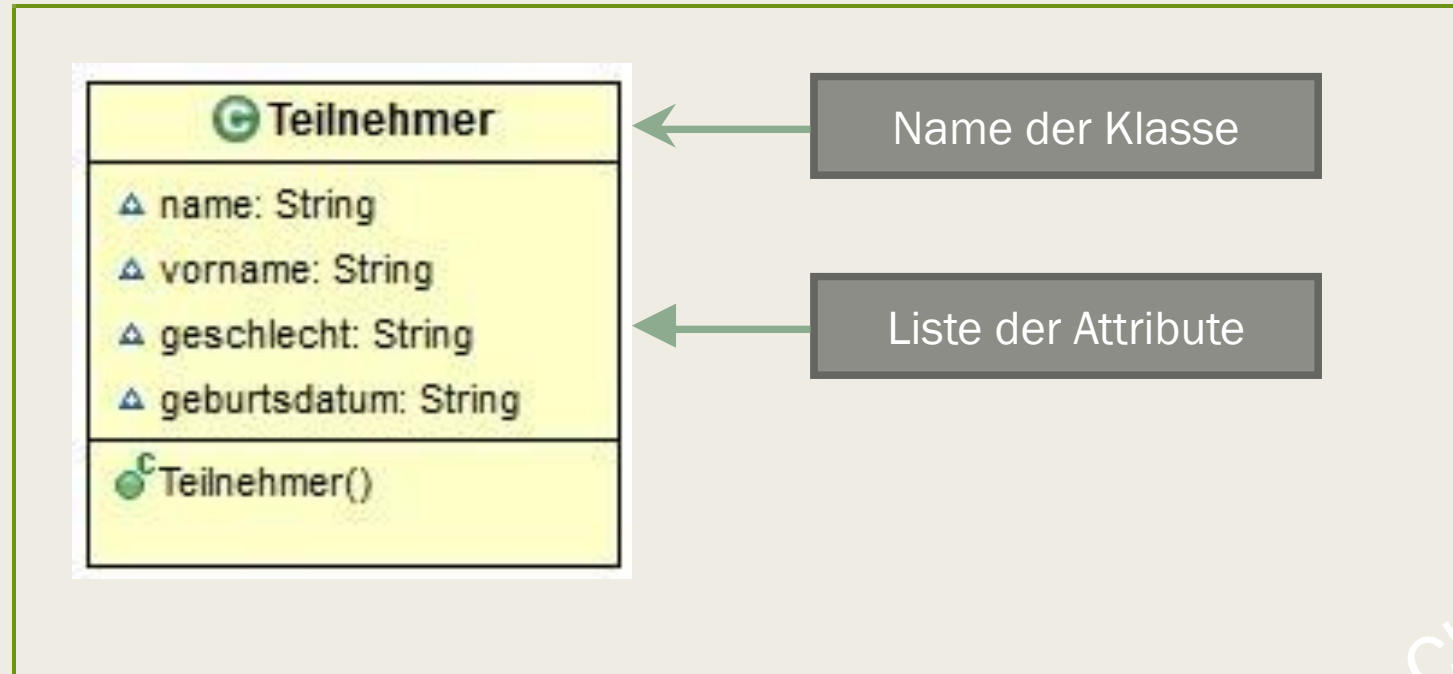 Teilnehmer
Name der Klasse
name: String
vorname: String
geschlecht: String
geburtsdatum: String
Liste der Attribute
Teilnehmer()